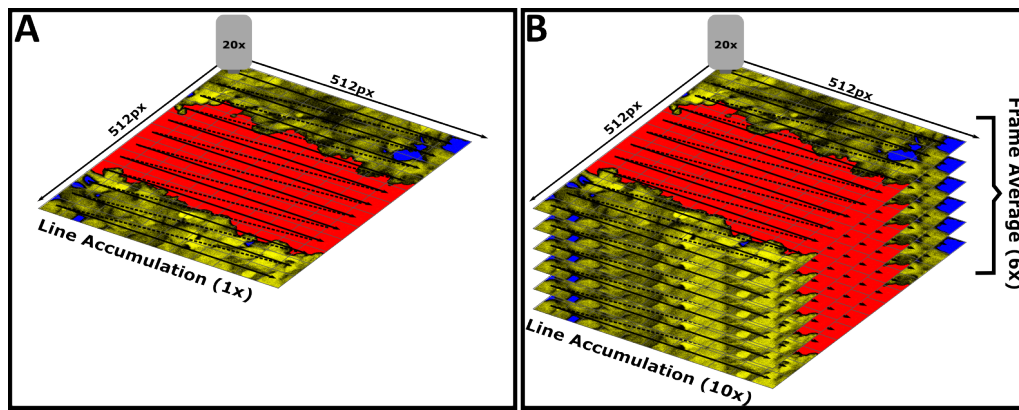 A
20x
512px
512px
Line Accumulation (1x)
B
20x
512px
512px
Frame Average (6x)
Line Accumulation (10x)